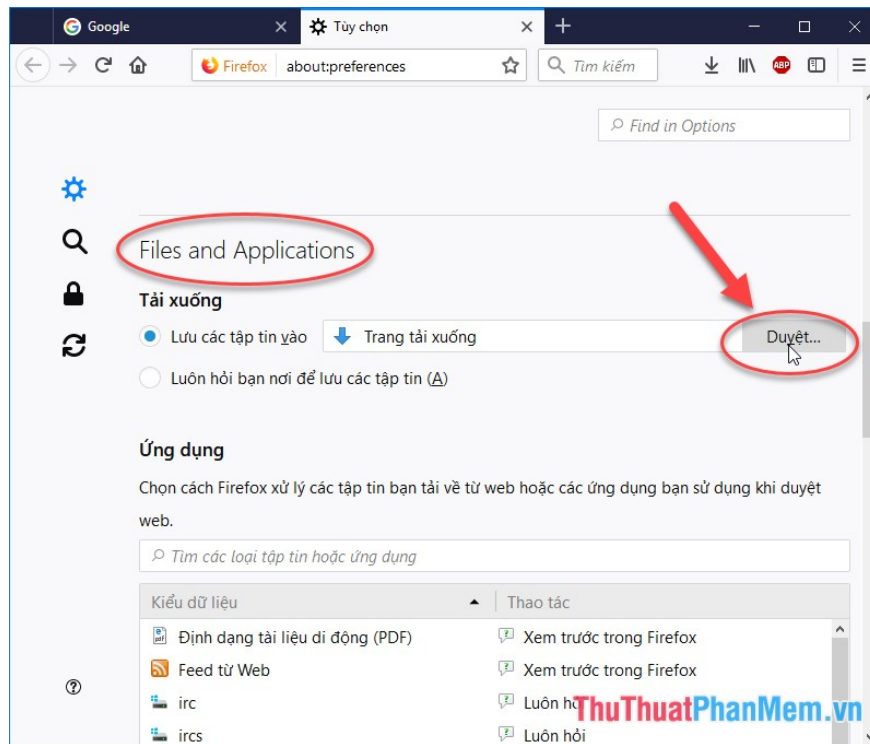 Google
Tùy chọn
Firefox about:preferences
Tìm kiếm
ABP
Find in Options
Files and Applications
Tải xuống
Lưu các tập tin vào
Trang tải xuống
Duyệt...
Luôn hỏi bạn nơi để lưu các tập tin (A)
Ứng dụng
Chọn cách Firefox xử lý các tập tin bạn tải về từ web hoặc các ứng dụng bạn sử dụng khi duyệt
web.
Tìm các loại tập tin hoặc ứng dụng
Kiểu dữ liệu Thao tác
Định dạng tài liệu di động (PDF) Xem trước trong Firefox
Feed từ Web Xem trước trong Firefox
irc Luôn hỏi
ThuThuatPhanMem.vn
ircs Luôn hỏi